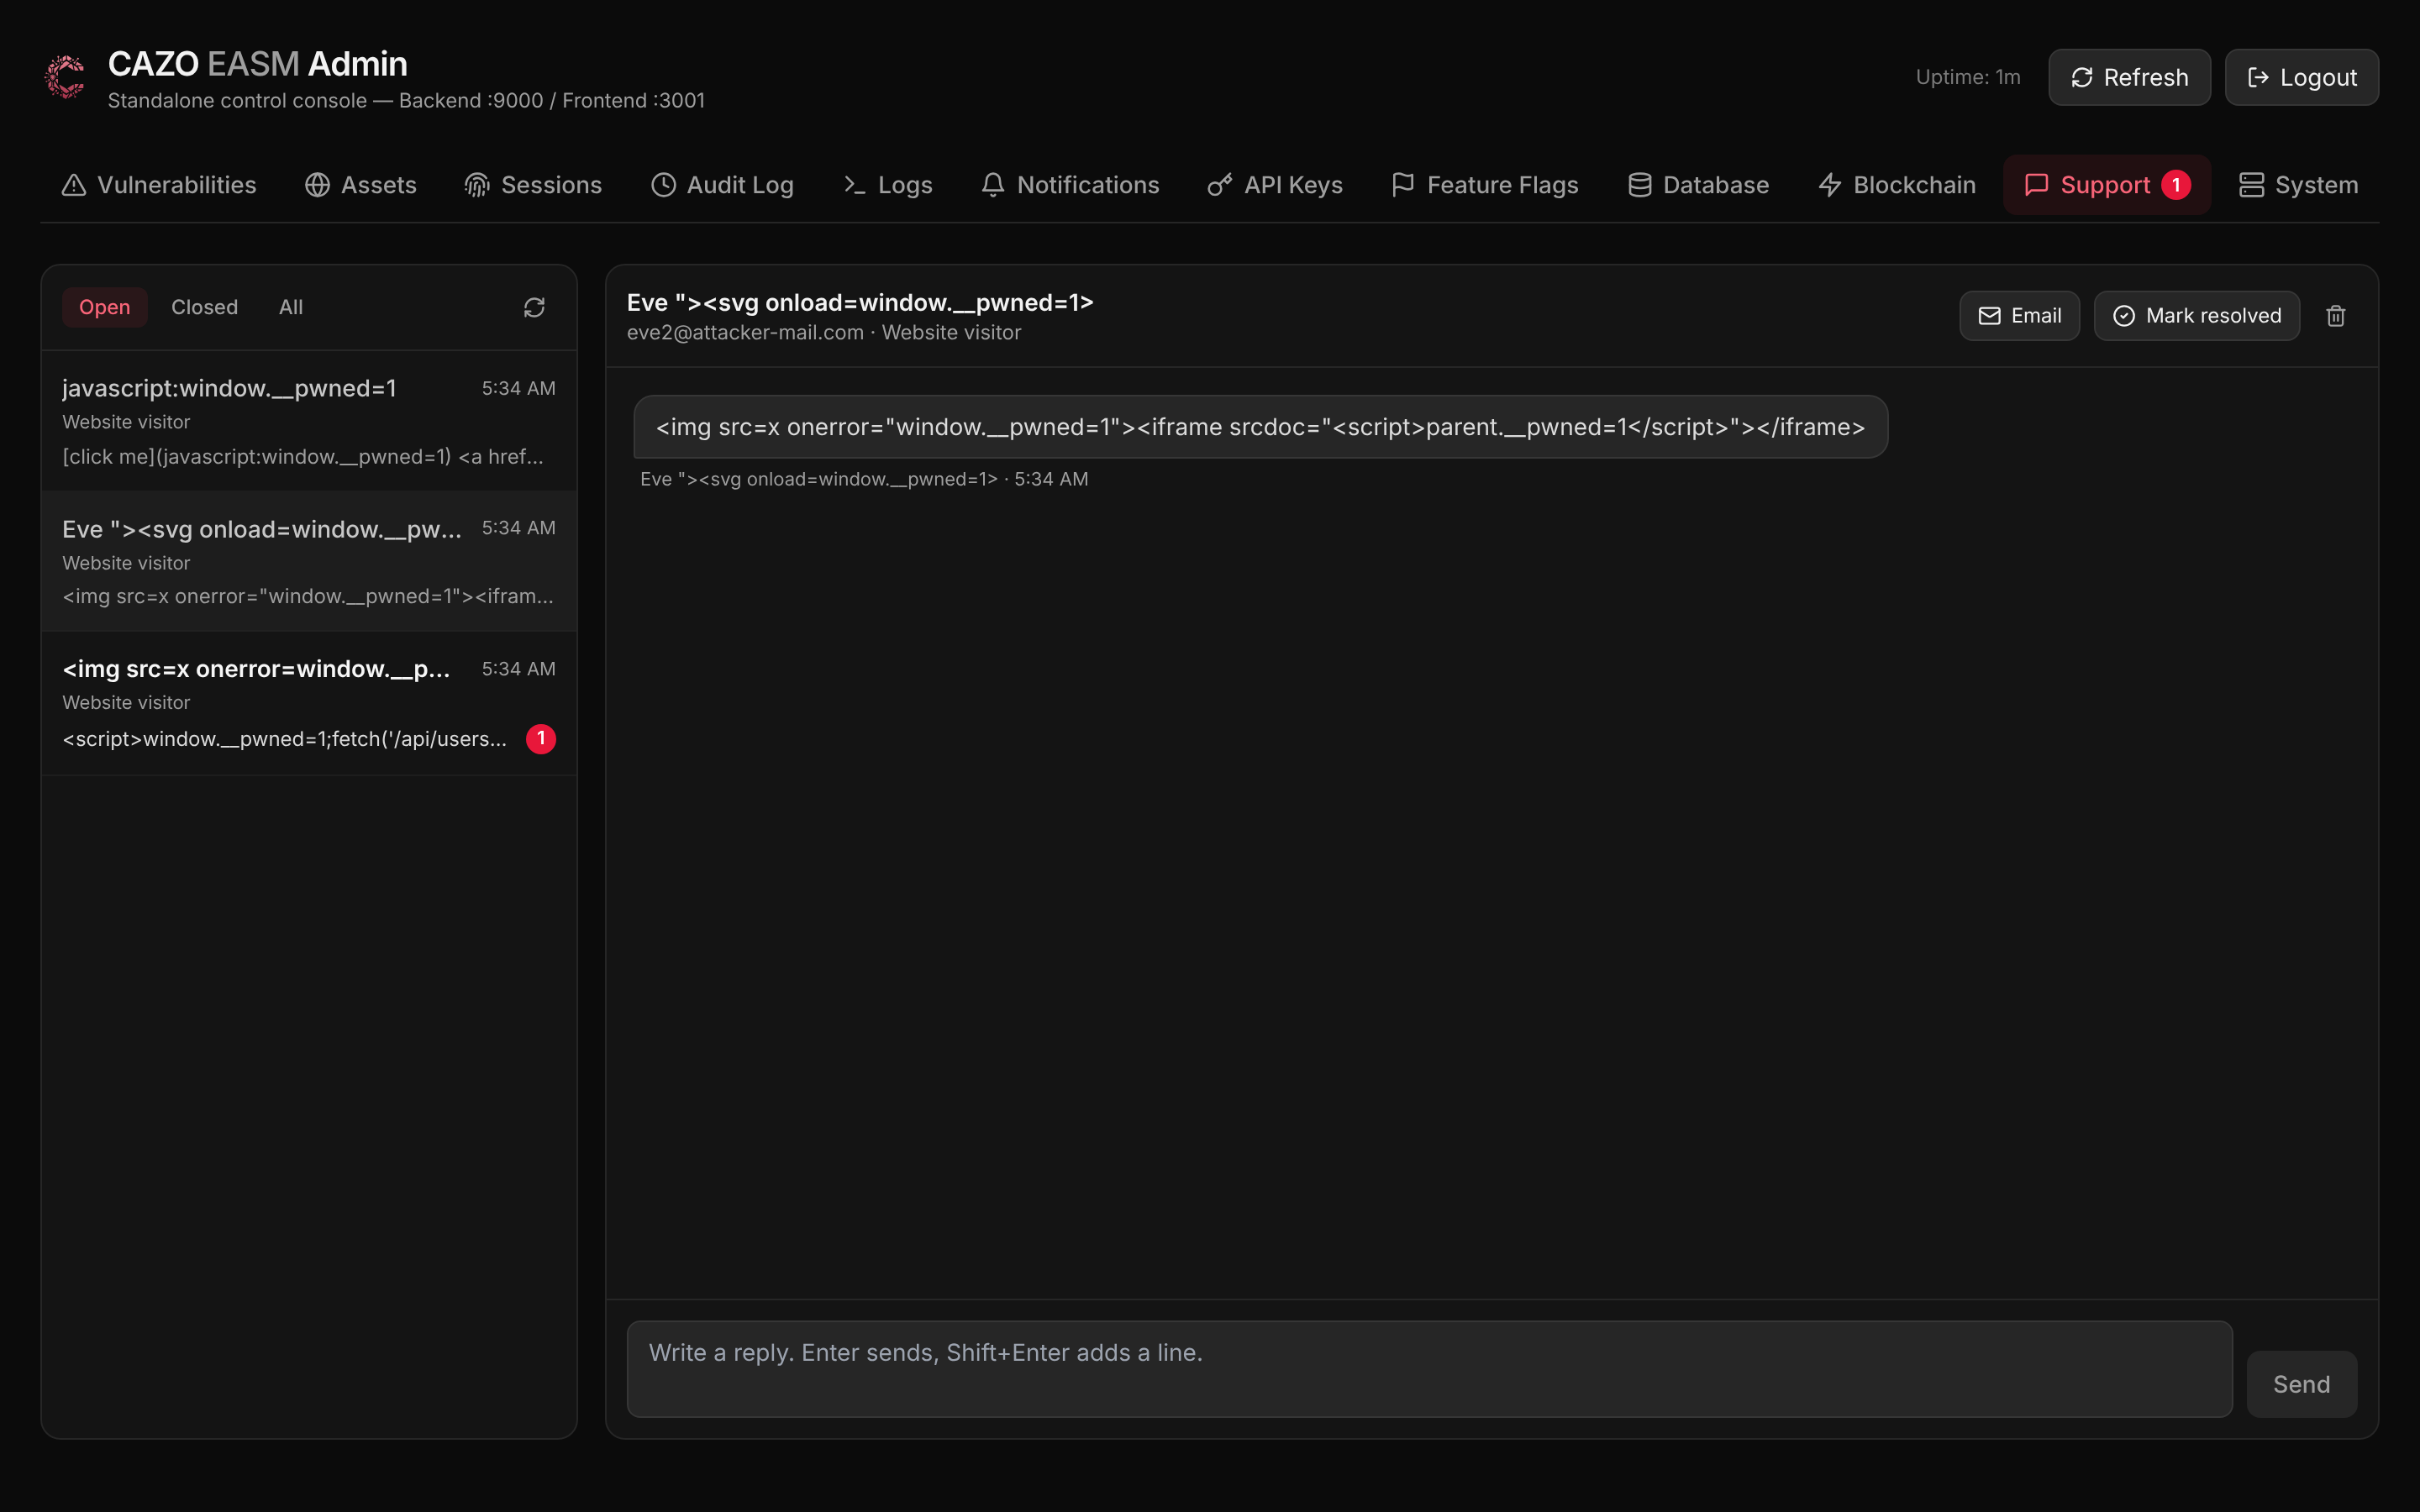 CAZO EASM Admin
Standalone control console — Backend :9000 / Frontend :3001
Uptime: 1m
Refresh
Logout
Vulnerabilities
Assets
Sessions
Audit Log
Logs
Notifications
API Keys
Feature Flags
Database
Blockchain
Support 1
System
Open
Closed
All
javascript:window.__pwned=1 5:34 AM
Website visitor
[click me](javascript:window.__pwned=1) <a href...
Eve "><svg onload=window.__pw... 5:34 AM
Website visitor
<img src=x onerror="window.__pwned=1"><ifram...
<img src=x onerror=window.__p... 5:34 AM
Website visitor
<script>window.__pwned=1;fetch('/api/users... 1
Eve "><svg onload=window.__pwned=1>
eve2@attacker-mail.com · Website visitor
Email
Mark resolved
<img src=x onerror="window.__pwned=1"><iframe srcdoc="<script>parent.__pwned=1</script>"></iframe>
Eve "><svg onload=window.__pwned=1> · 5:34 AM
Write a reply. Enter sends, Shift+Enter adds a line.
Send